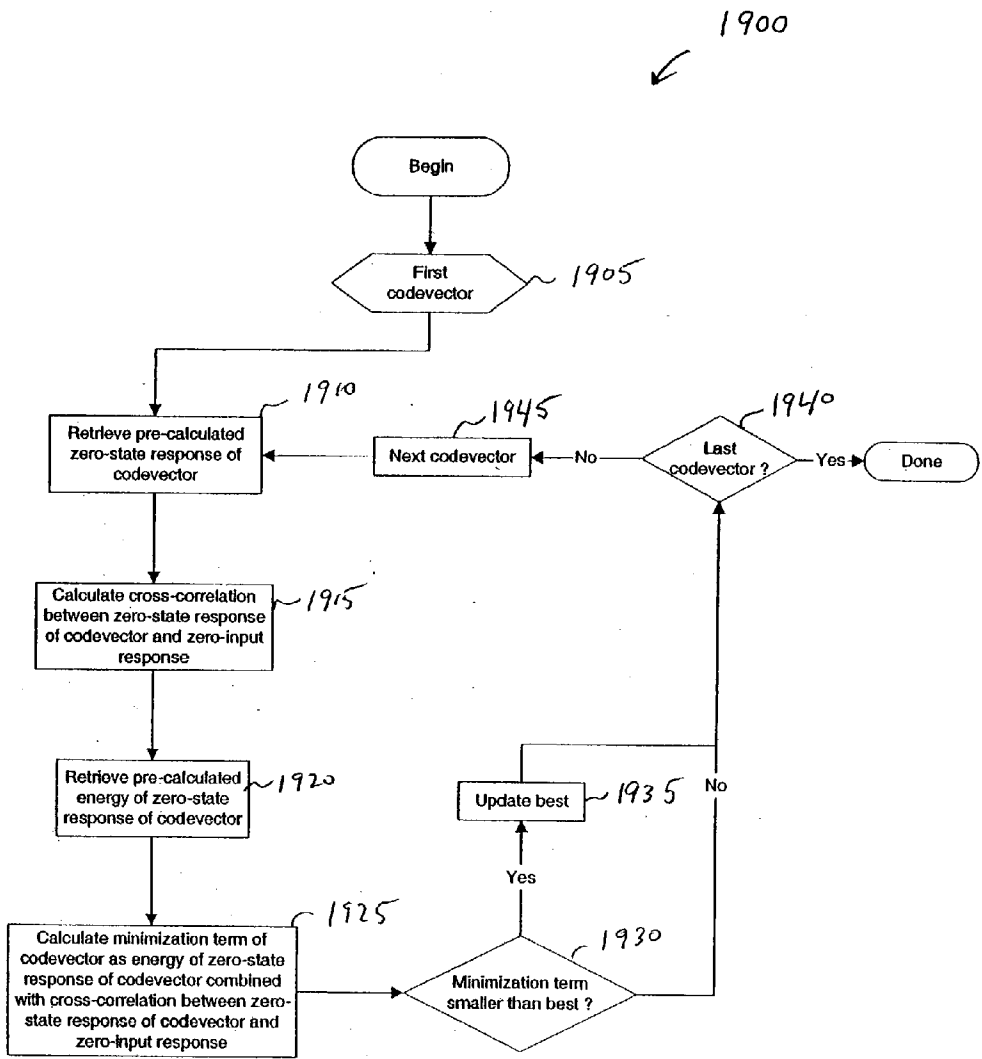 1900
Begin
First
codevector
1905
1910
Retrieve pre-calculated
zero-state response of
codevector
1945
Next codevector
No
1940
Last
codevector ?
Yes
Done
Calculate cross-correlation
between zero-state response
of codevector and zero-input
response
1915
Retrieve pre-calculated
energy of zero-state
response of codevector
1920
Update best
1935
No
Yes
1925
Calculate minimization term of
codevector as energy of zero-state
response of codevector combined
with cross-correlation between zero-
state response of codevector and
zero-input response
1930
Minimization term
smaller than best ?